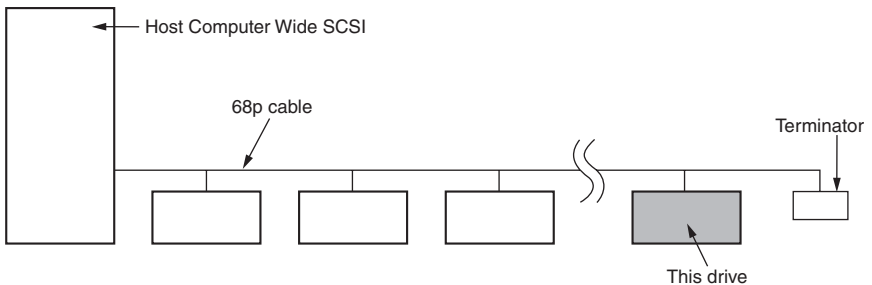 Host Computer Wide SCSI
68p cable
Terminator
This drive